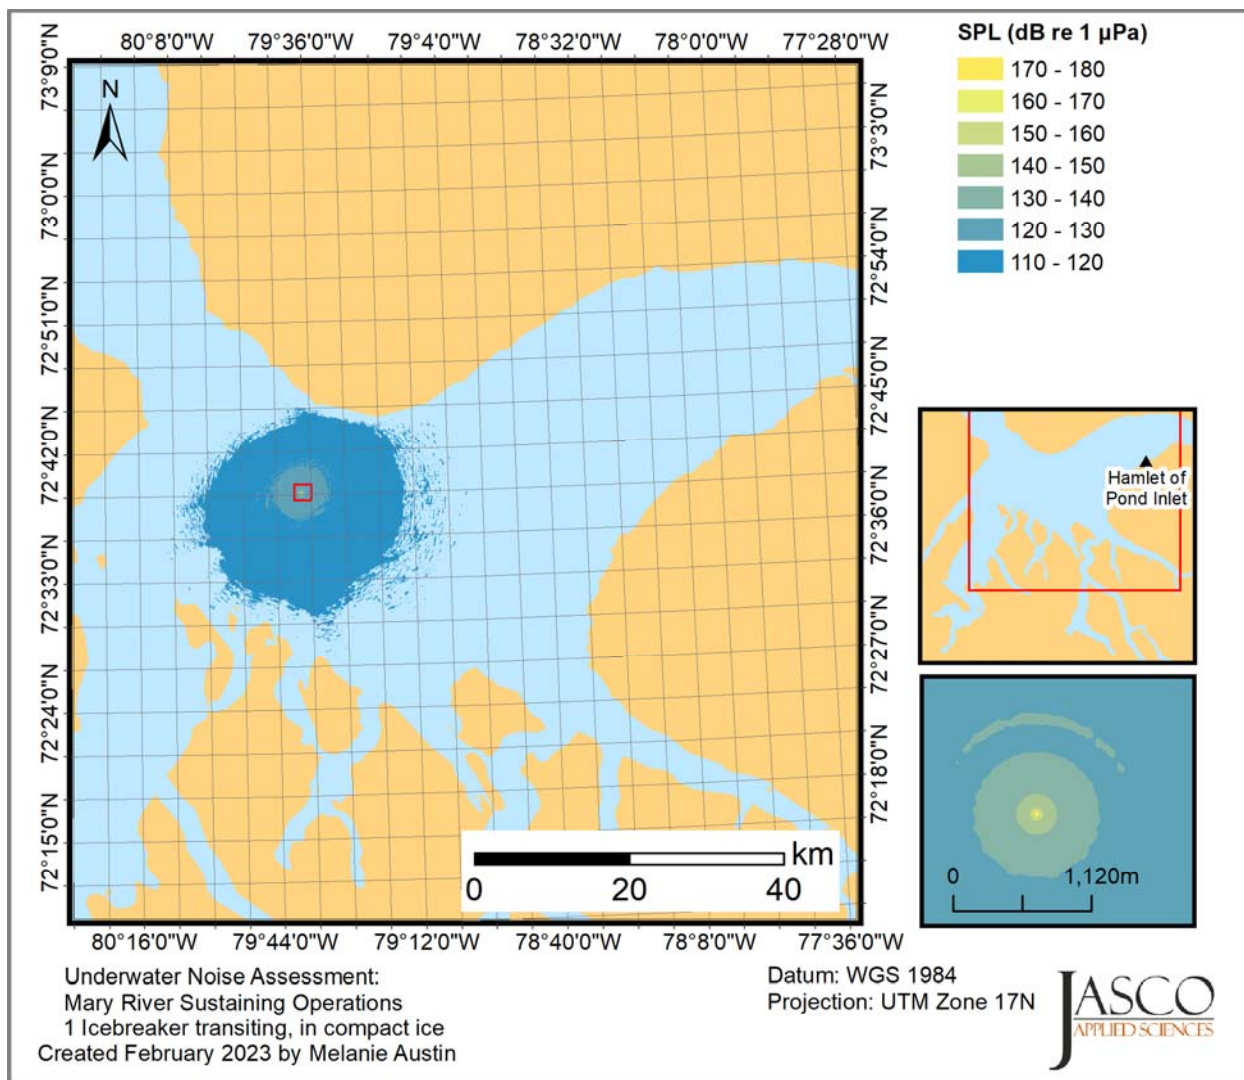 80°8'0"W 79°36'0"W 79°4'0"W 78°32'0"W 78°0'0"W 77°28'0"W
73°9'0"N
73°0'0"N
72°51'0"N
72°42'0"N
72°33'0"N
72°24'0"N
72°15'0"N
N
73°3'0"N
72°54'0"N
72°45'0"N
72°36'0"N
72°27'0"N
72°18'0"N
km
0 20 40
80°16'0"W 79°44'0"W 79°12'0"W 78°40'0"W 78°8'0"W 77°36'0"W
SPL (dB re 1 µPa)
170 - 180
160 - 170
150 - 160
140 - 150
130 - 140
120 - 130
110 - 120
Hamlet of
Pond Inlet
0 1,120m
Underwater Noise Assessment:
Mary River Sustaining Operations
1 Icebreaker transiting, in compact ice
Created February 2023 by Melanie Austin
Datum: WGS 1984
Projection: UTM Zone 17N
JASCO
APPLIED SCIENCES